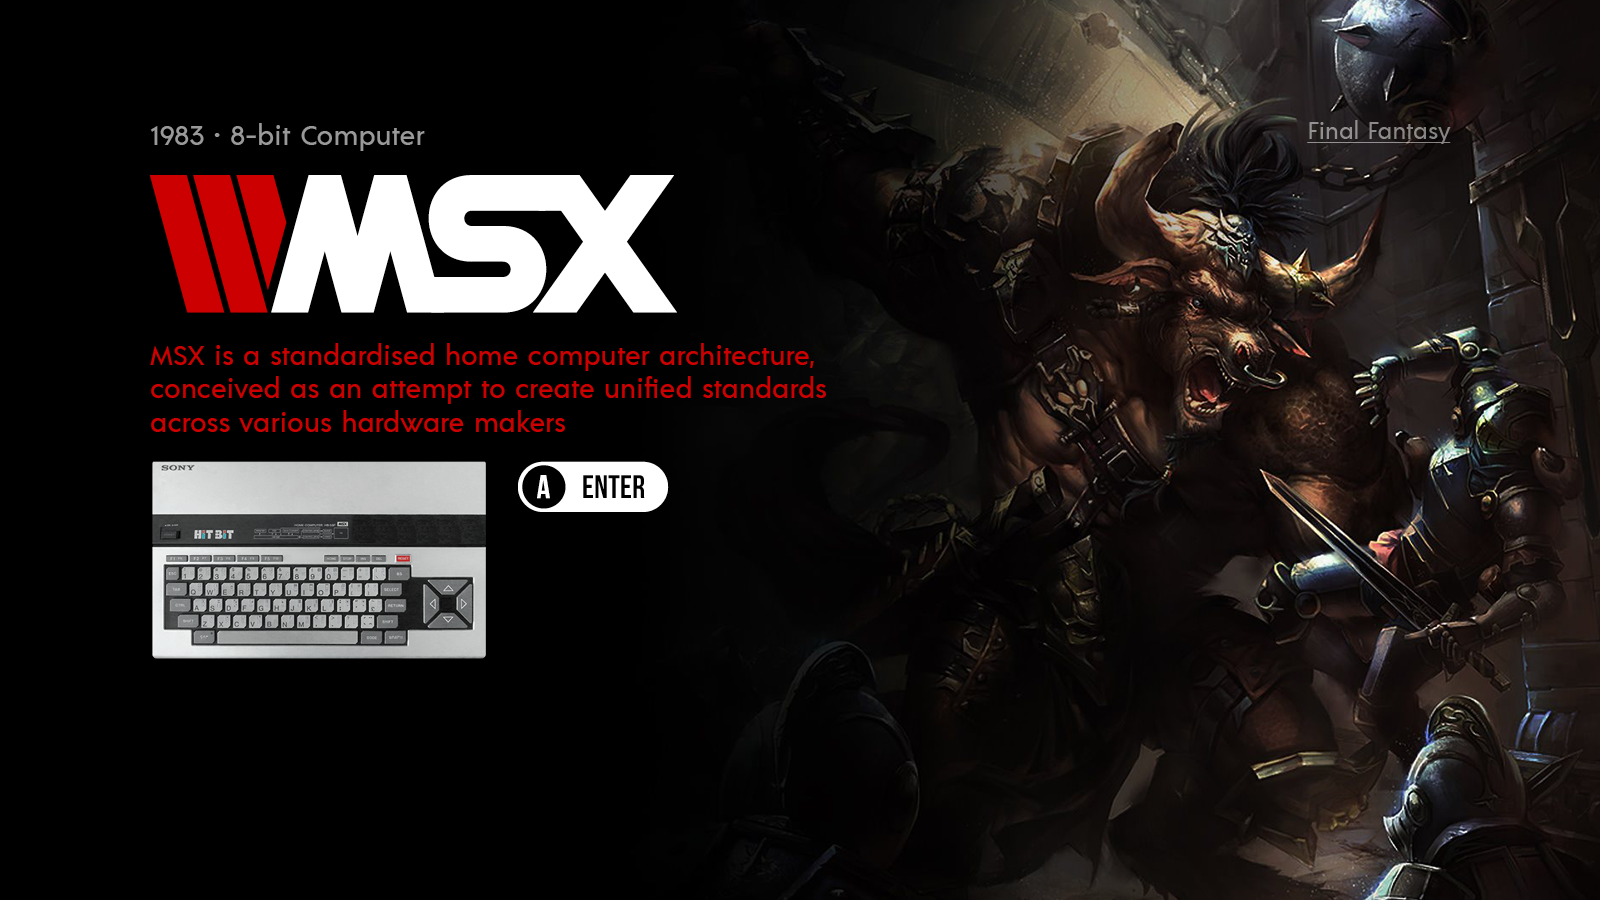 1983 · 8-bit Computer
Final Fantasy
MSX
MSX is a standardised home computer architecture,
conceived as an attempt to create unified standards
across various hardware makers
SONY
HiT BiT
A ENTER